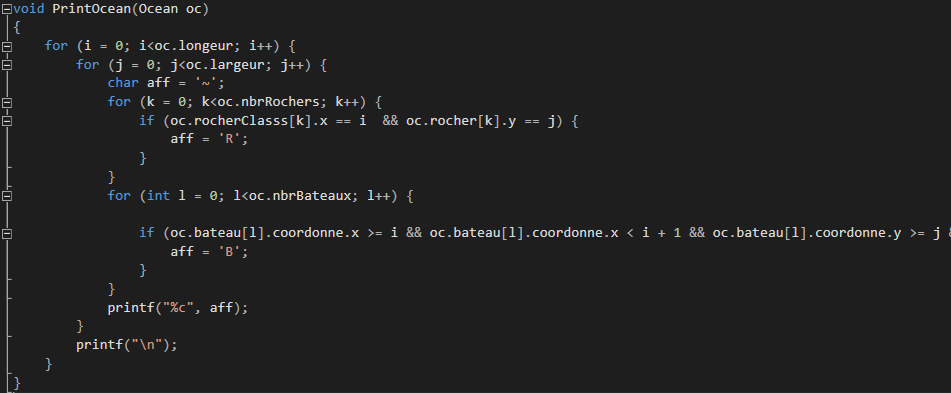 void PrintOcean(Ocean oc)
{
    for (i = 0; i<oc.longeur; i++) {
        for (j = 0; j<oc.largeur; j++) {
            char aff = '~';
            for (k = 0; k<oc.nbrRochers; k++) {
                if (oc.rocherClasss[k].x == i  && oc.rocher[k].y == j) {
                    aff = 'R';
                }
            }
            for (int l = 0; l<oc.nbrBateaux; l++) {
                if (oc.bateau[l].coordonne.x >= i && oc.bateau[l].coordonne.x < i + 1 && oc.bateau[l].coordonne.y >= j &
                    aff = 'B';
                }
            }
            printf("%c", aff);
        }
        printf("\n");
    }
}